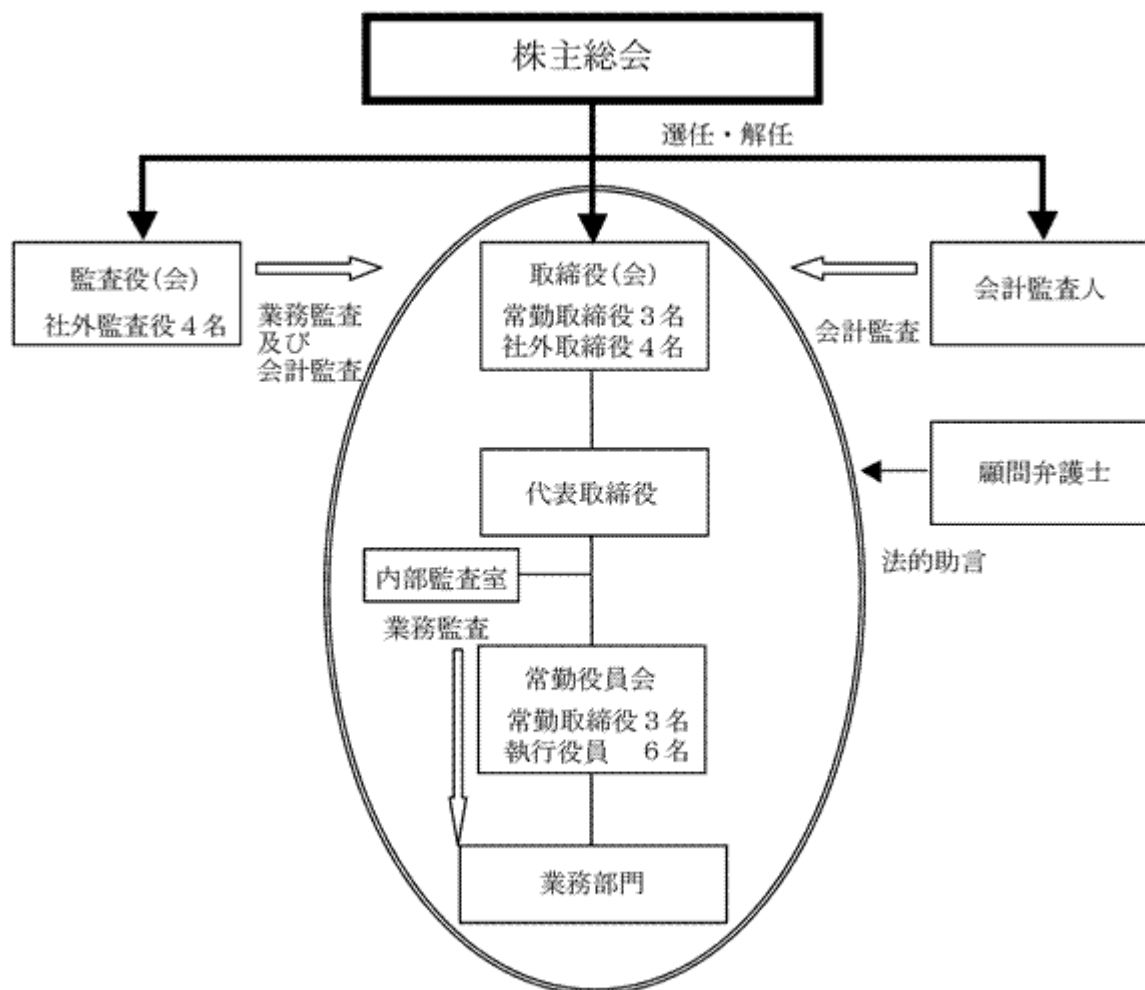 株主総会
選任・解任
監査役(会)
社外監査役４名
業務監査
及び
会計監査
取締役(会)
常勤取締役３名
社外取締役４名
会計監査人
会計監査
代表取締役
顧問弁護士
法的助言
内部監査室
業務監査
常勤役員会
常勤取締役３名
執行役員　６名
業務部門